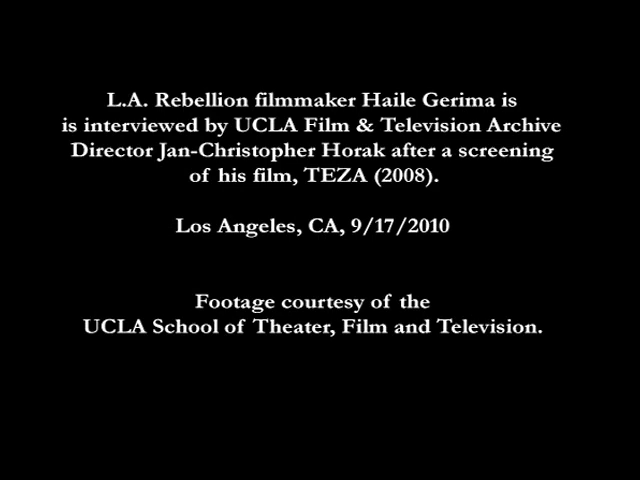 L.A. Rebellion filmmaker Haile Gerima is
is interviewed by UCLA Film & Television Archive
Director Jan-Christopher Horak after a screening
of his film, TEZA (2008).
Los Angeles, CA, 9/17/2010
Footage courtesy of the
UCLA School of Theater, Film and Television.